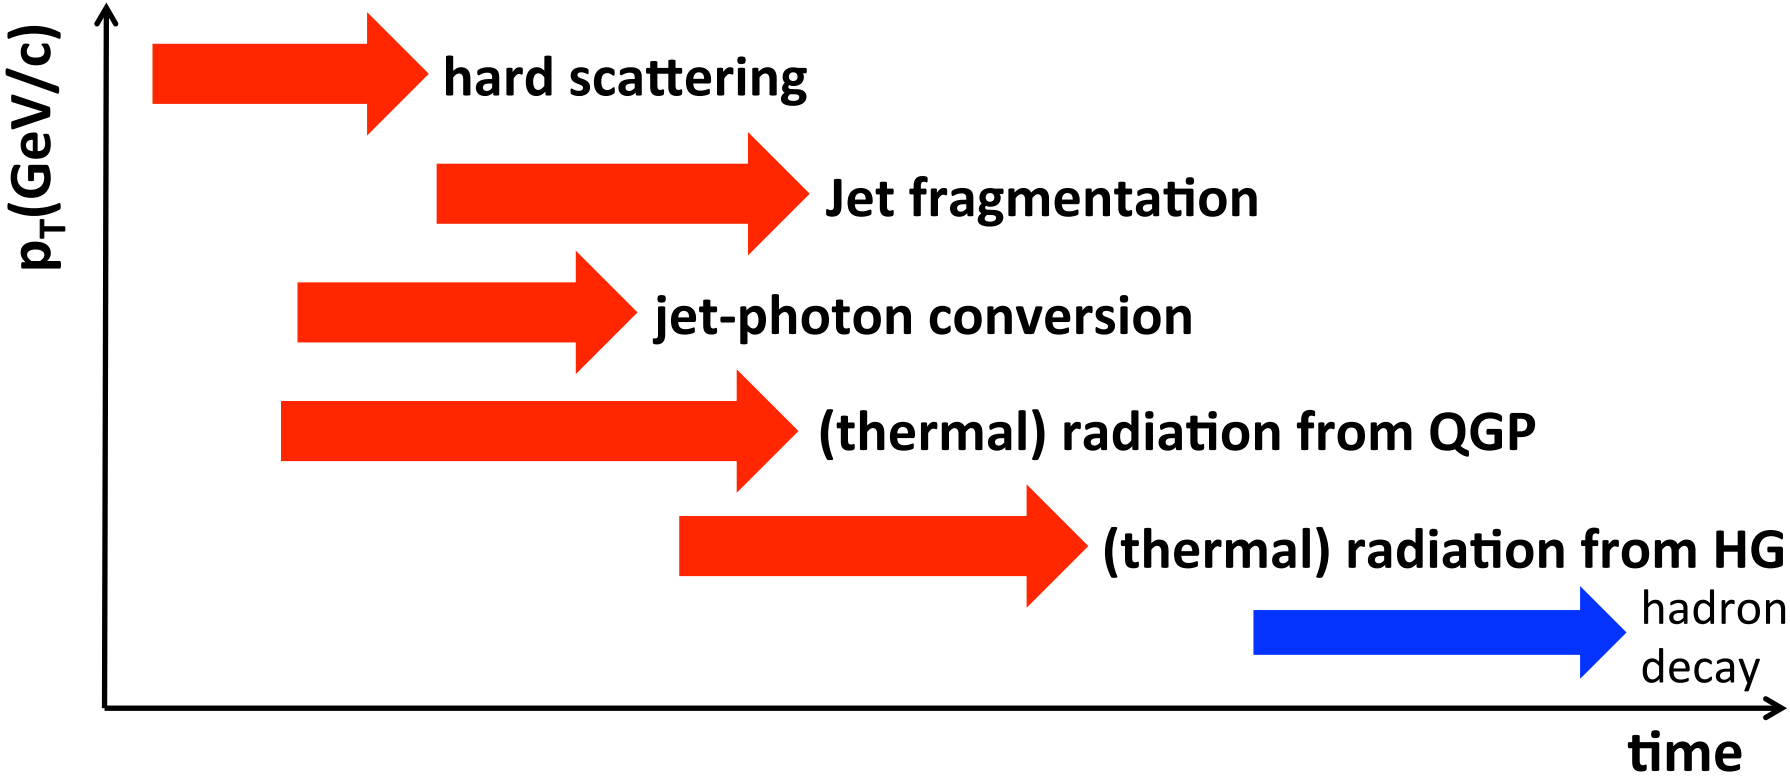 p_T(GeV/c)
hard scattering
Jet fragmentation
jet-photon conversion
(thermal) radiation from QGP
(thermal) radiation from HG
hadron
decay
time